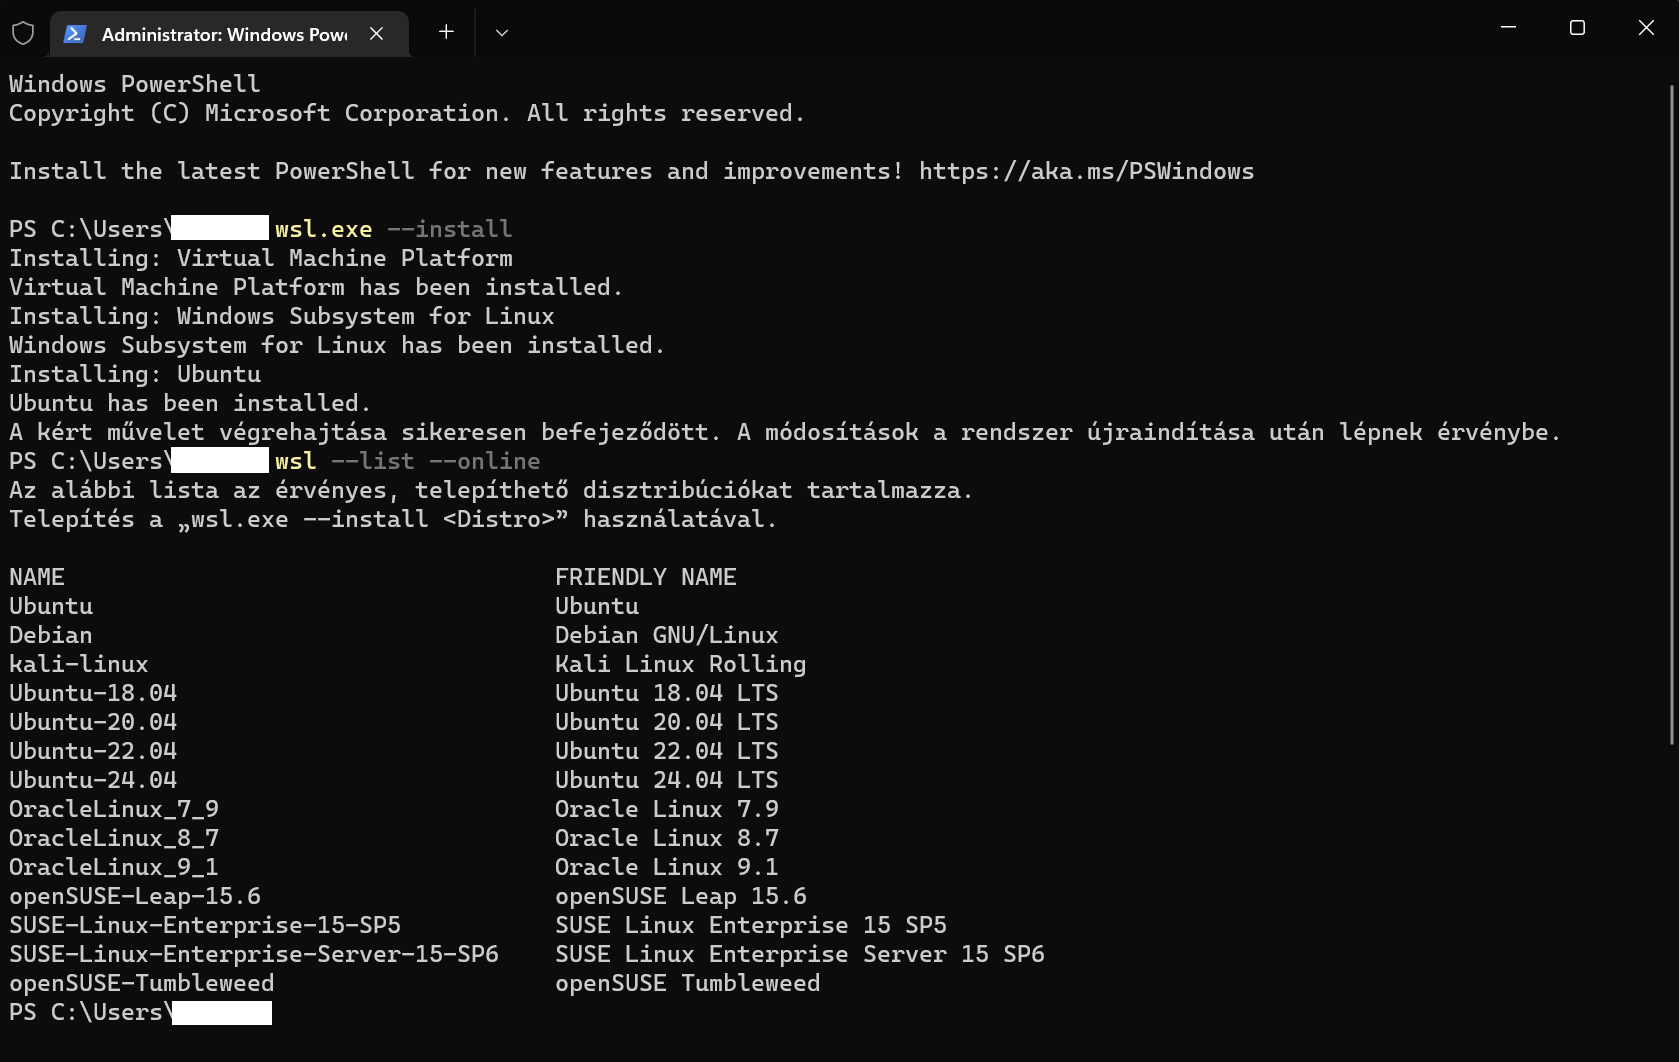 Administrator: Windows Powe
Windows PowerShell
Copyright (C) Microsoft Corporation. All rights reserved.
Install the latest PowerShell for new features and improvements! https://aka.ms/PSWindows
PS C:\Users\ wsl.exe --install
Installing: Virtual Machine Platform
Virtual Machine Platform has been installed.
Installing: Windows Subsystem for Linux
Windows Subsystem for Linux has been installed.
Installing: Ubuntu
Ubuntu has been installed.
A kért művelet végrehajtása sikeresen befejeződött. A módosítások a rendszer újraindítása után lépnek érvénybe.
PS C:\Users\ wsl --list --online
Az alábbi lista az érvényes, telepíthető disztribúciókat tartalmazza.
Telepítés a „wsl.exe --install <Distro>” használatával.
NAME FRIENDLY NAME
Ubuntu Ubuntu
Debian Debian GNU/Linux
kali-linux Kali Linux Rolling
Ubuntu-18.04 Ubuntu 18.04 LTS
Ubuntu-20.04 Ubuntu 20.04 LTS
Ubuntu-22.04 Ubuntu 22.04 LTS
Ubuntu-24.04 Ubuntu 24.04 LTS
OracleLinux_7_9 Oracle Linux 7.9
OracleLinux_8_7 Oracle Linux 8.7
OracleLinux_9_1 Oracle Linux 9.1
openSUSE-Leap-15.6 openSUSE Leap 15.6
SUSE-Linux-Enterprise-15-SP5 SUSE Linux Enterprise 15 SP5
SUSE-Linux-Enterprise-Server-15-SP6 SUSE Linux Enterprise Server 15 SP6
openSUSE-Tumbleweed openSUSE Tumbleweed
PS C:\Users\